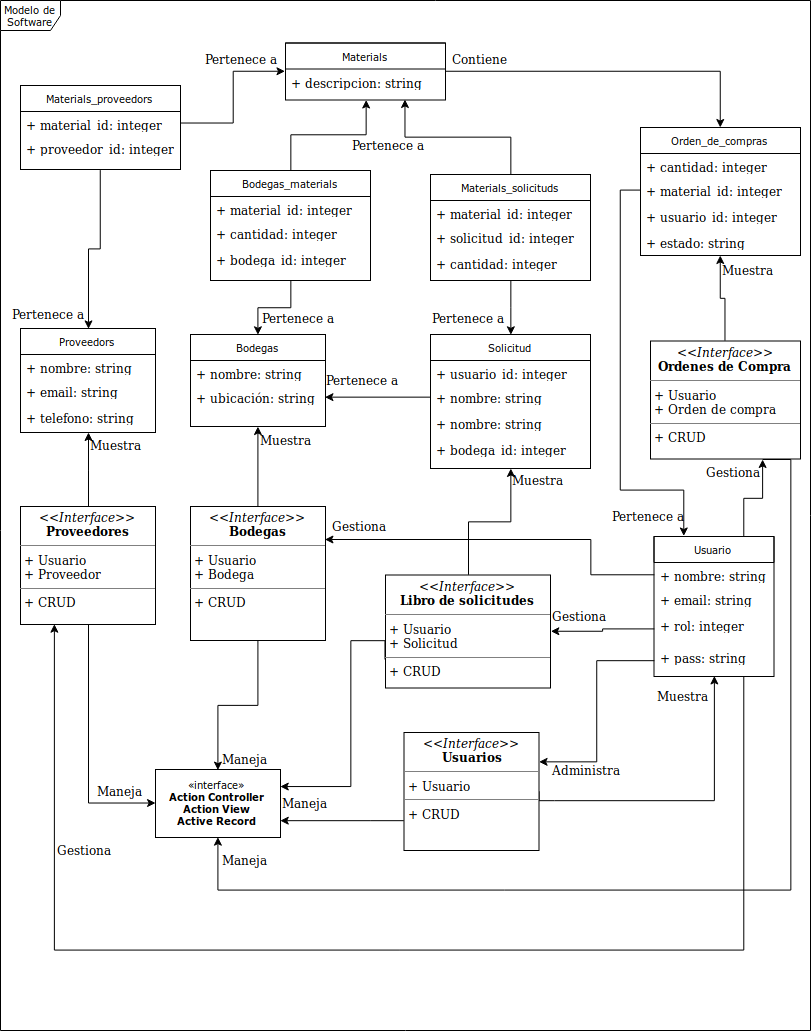 Modelo de
Software
Materials
+ descripcion: string
Pertenece a
Contiene
Materials_proveedors
+ material_id: integer
+ proveedor_id: integer
Orden_de_compras
+ cantidad: integer
+ material_id: integer
+ usuario_id: integer
+ estado: string
Pertenece a
Bodegas_materials
+ material_id: integer
+ cantidad: integer
+ bodega_id: integer
Materials_solicituds
+ material_id: integer
+ solicitud_id: integer
+ cantidad: integer
Muestra
Pertenece a
Pertenece a
Pertenece a
Proveedors
+ nombre: string
+ email: string
+ telefono: string
Bodegas
+ nombre: string
+ ubicación: string
Pertenece a
Solicitud
+ usuario_id: integer
+ nombre: string
+ nombre: string
+ bodega_id: integer
<<Interface>>
Ordenes de Compra
+ Usuario
+ Orden de compra
+ CRUD
Muestra
Muestra
Muestra
Gestiona
<<Interface>>
Proveedores
+ Usuario
+ Proveedor
+ CRUD
<<Interface>>
Bodegas
+ Usuario
+ Bodega
+ CRUD
Gestiona
Pertenece a
Usuario
+ nombre: string
+ email: string
+ rol: integer
+ pass: string
<<Interface>>
Libro de solicitudes
+ Usuario
+ Solicitud
+ CRUD
Gestiona
Muestra
<<Interface>>
Usuarios
+ Usuario
+ CRUD
Administra
Maneja
Maneja
Maneja
«interface»
Action Controller
Action View
Active Record
Gestiona
Maneja